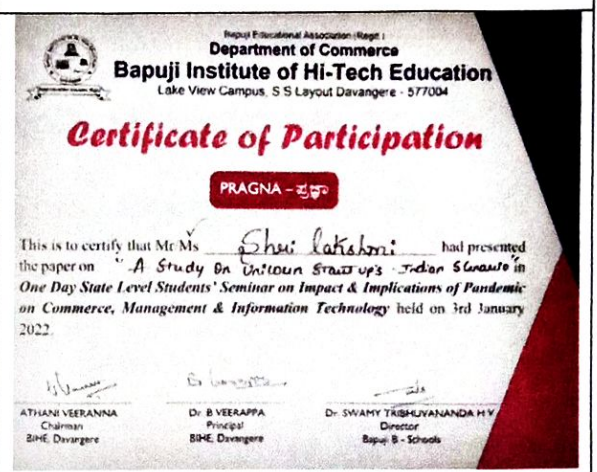 Bapuji Educational Association (Regd.)
Department of Commerce
Bapuji Institute of Hi-Tech Education
Lake View Campus, S S Layout Davangere - 577004
Certificate of Participation
PRAGNA - ಪ್ರಜ್ಞಾ
This is to certify that Mr/Ms Shri lakshmi had presented
the paper on "A Study On Unicoun Start up's Indian in
One Day State Level Students' Seminar on Impact & Implications of Pandemic
on Commerce, Management & Information Technology held on 3rd January
2022.
ATHANI VEERANNA
Chairman
BIHE, Davangere
Dr. B VEERAPPA
Principal
BIHE, Davangere
Dr. SWAMY TRIBHUVANANDA H V
Director
Bapuji B - Schools